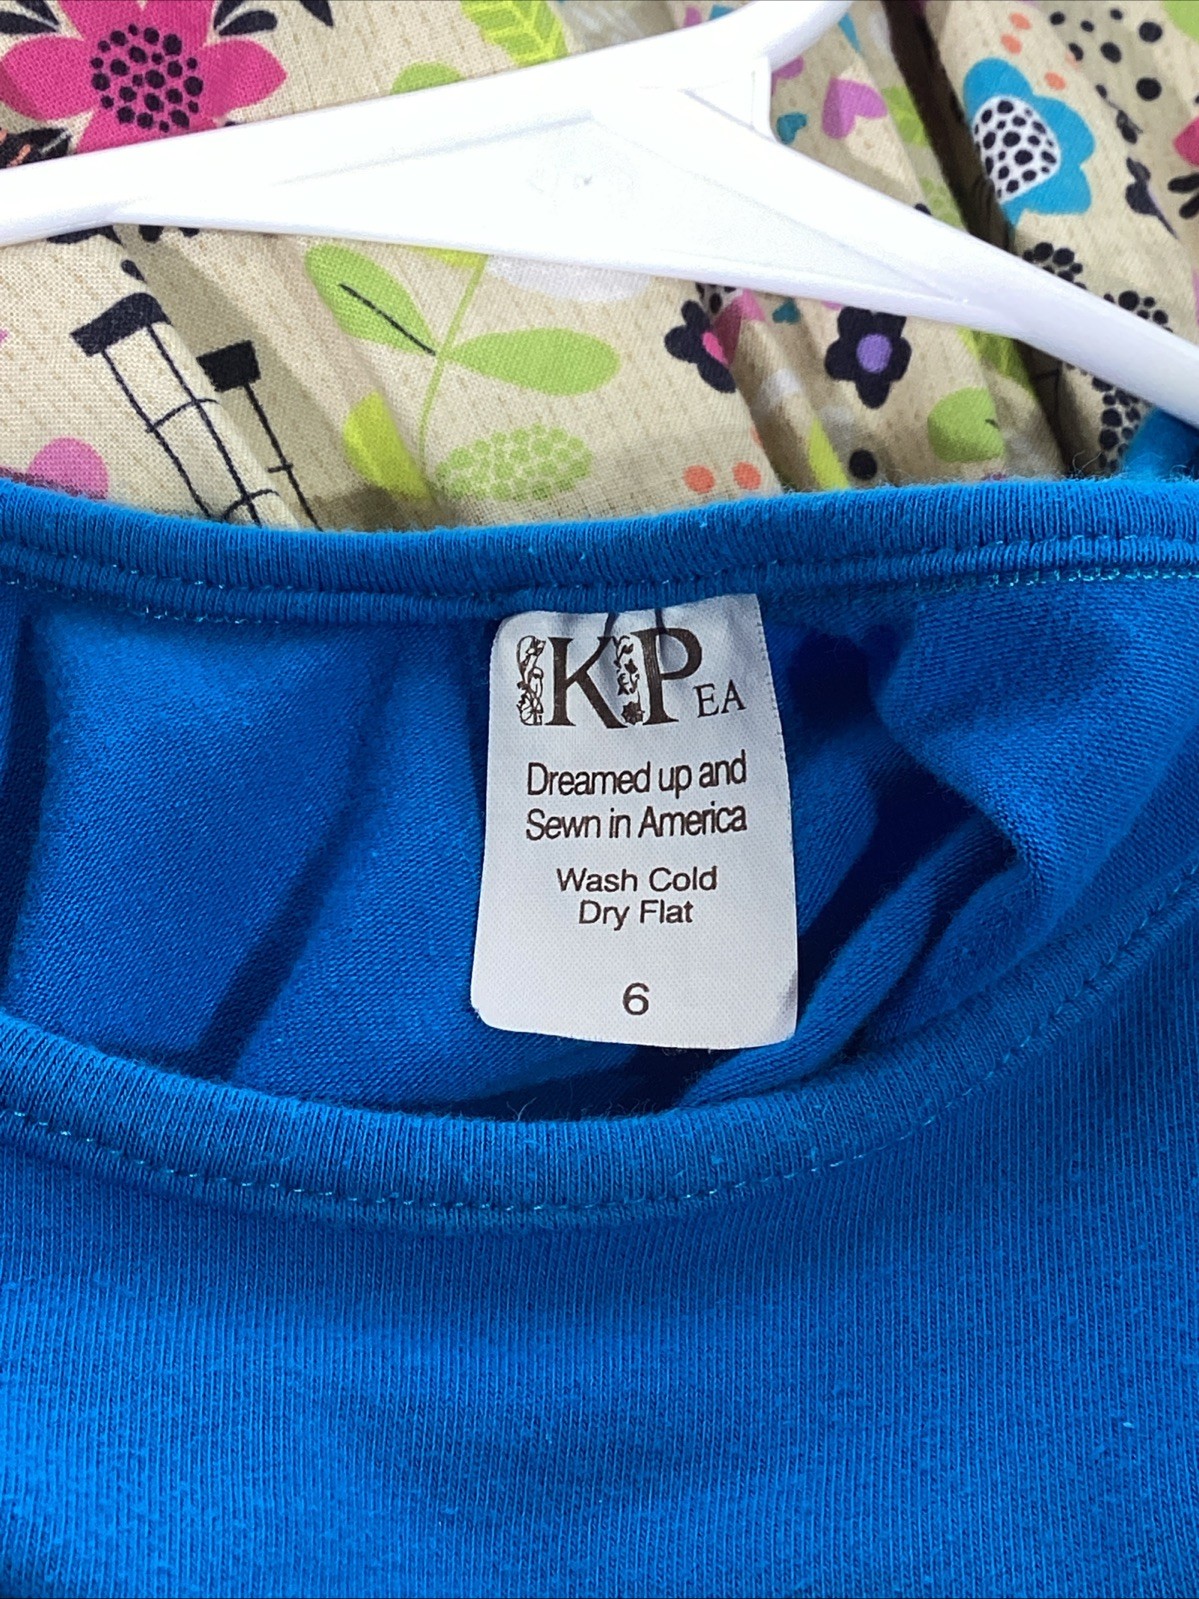 KPEA
Dreamed up and
Sewn in America
Wash Cold
Dry Flat
6